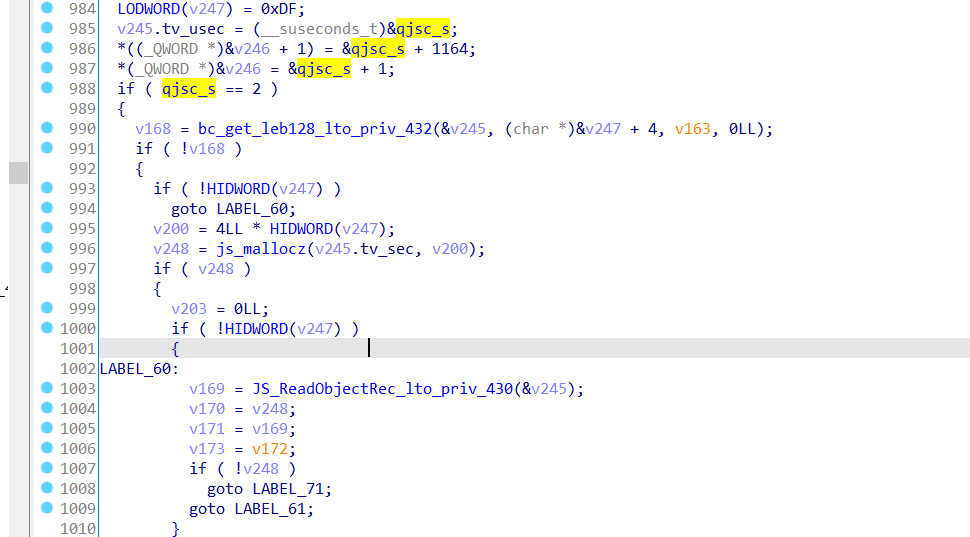 984 LODWORD(v247) = 0xDF;
985 v245.tv_usec = (__suseconds_t)&qjsc_s;
986 *((_QWORD *)&v246 + 1) = &qjsc_s + 1164;
987 *(_QWORD *)&v246 = &qjsc_s + 1;
988 if ( qjsc_s == 2 )
989 {
990 v168 = bc_get_leb128_lto_priv_432(&v245, (char *)&v247 + 4, v163, 0LL);
991 if ( !v168 )
992 {
993 if ( !HIDWORD(v247) )
994 goto LABEL_60;
995 v200 = 4LL * HIDWORD(v247);
996 v248 = js_mallocz(v245.tv_sec, v200);
997 if ( v248 )
998 {
999 v203 = 0LL;
1000 if ( !HIDWORD(v247) )
1001 {
1002 LABEL_60:
1003 v169 = JS_ReadObjectRec_lto_priv_430(&v245);
1004 v170 = v248;
1005 v171 = v169;
1006 v173 = v172;
1007 if ( !v248 )
1008 goto LABEL_71;
1009 goto LABEL_61;
1010 }